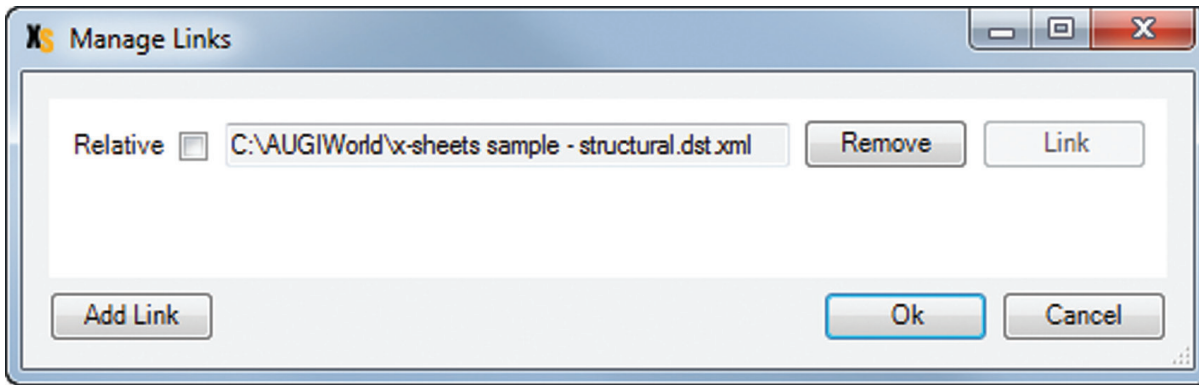 XS Manage Links
Relative C:\AUGIWorld\x-sheets sample - structural.dst.xml Remove Link
Add Link Ok Cancel